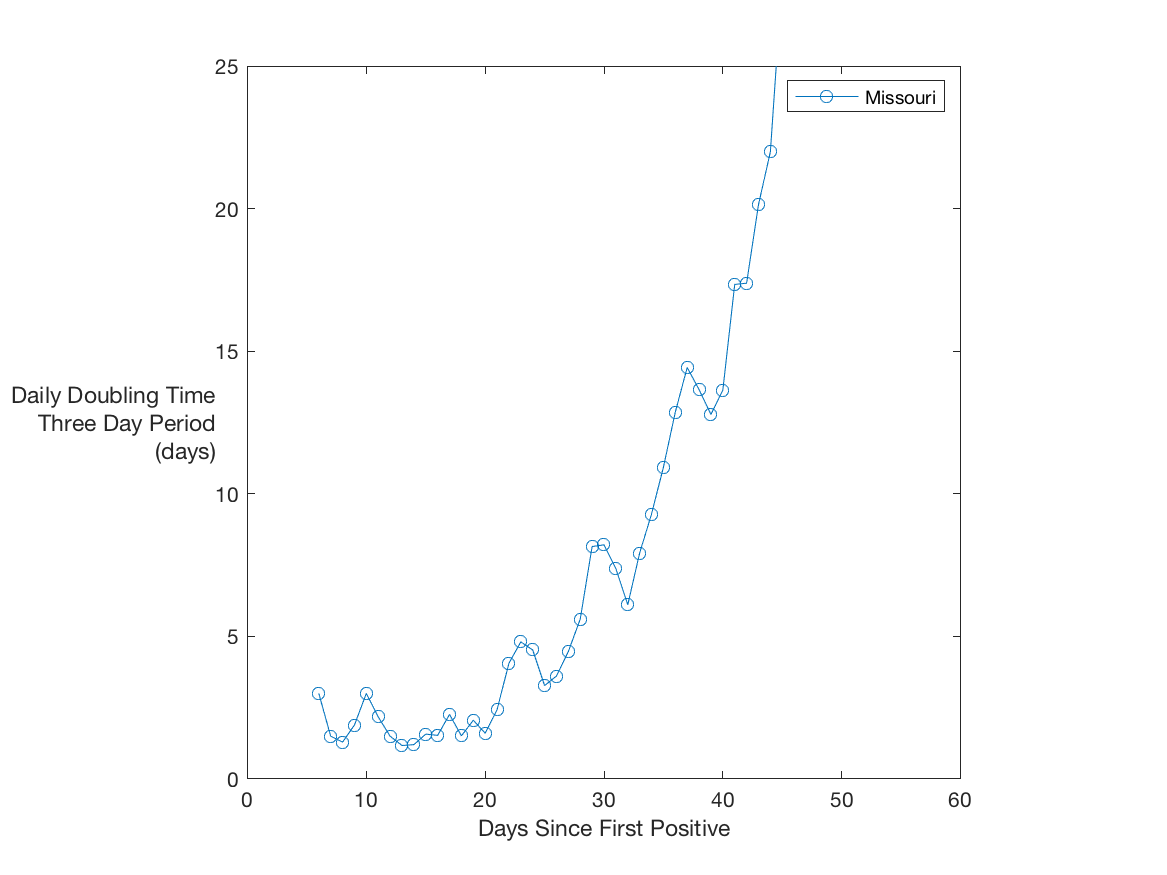 25
Missouri
20
15
Daily Doubling Time
Three Day Period
(days)
10
5
0
0 10 20 30 40 50 60
Days Since First Positive